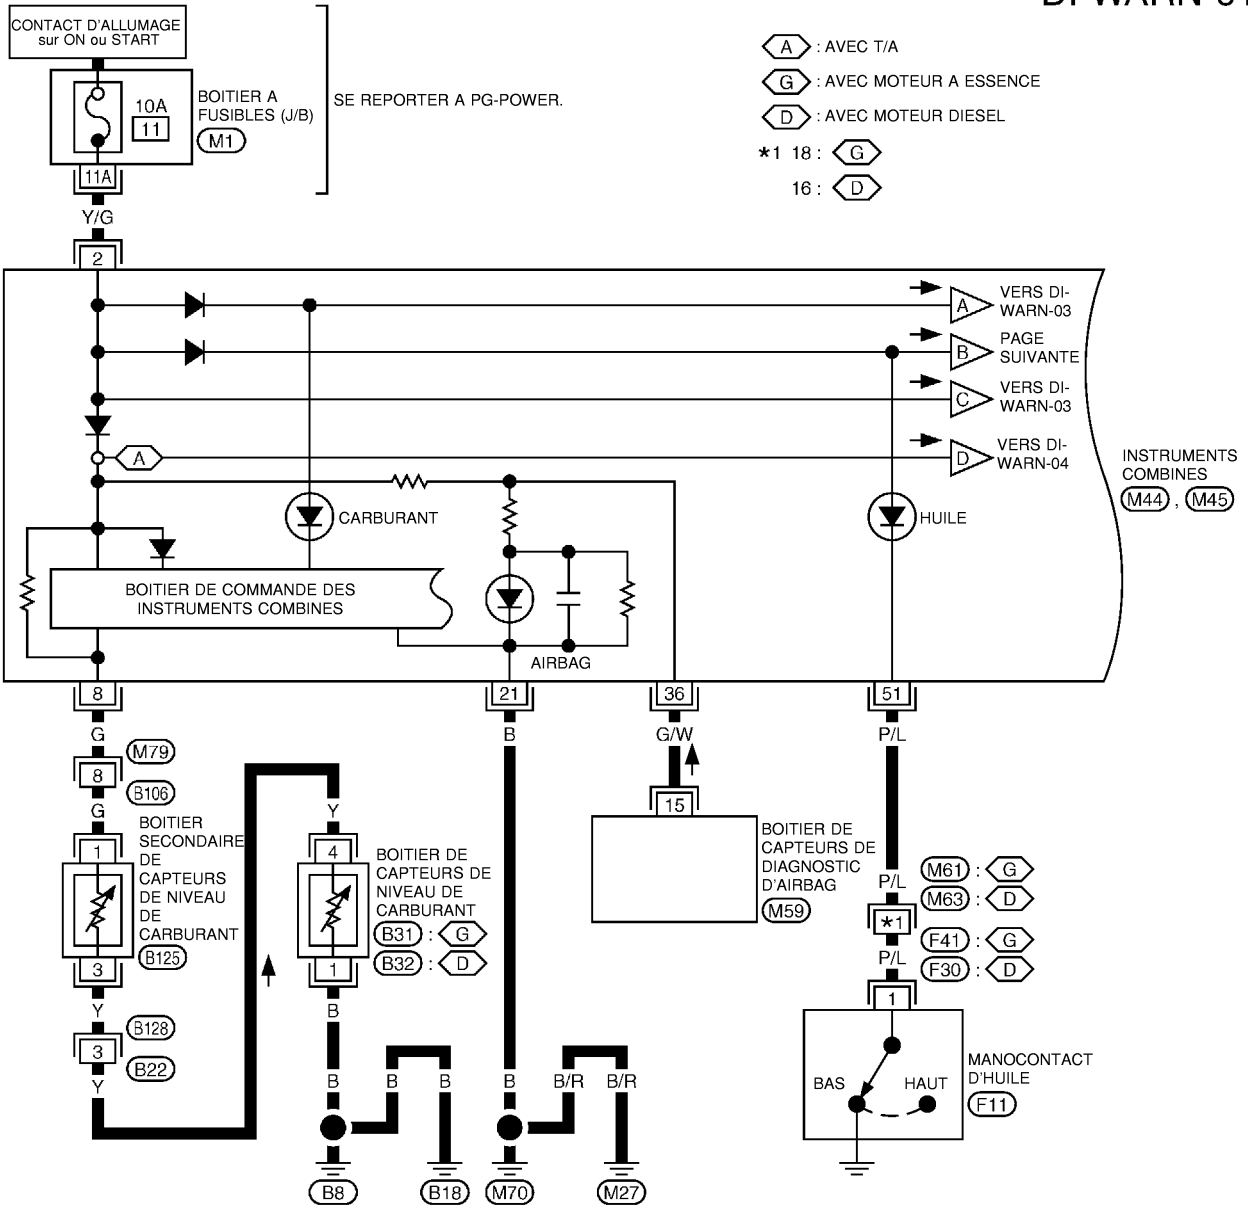 DI-WARN-01
CONTACT D'ALLUMAGE
sur ON ou START
10A
11
BOITIER A
FUSIBLES (J/B)
M1
SE REPORTER A PG-POWER.
11A
Y/G
2
A : AVEC T/A
G : AVEC MOTEUR A ESSENCE
D : AVEC MOTEUR DIESEL
*1 18 : G
16 : D
A
VERS DI-
WARN-03
B
PAGE
SUIVANTE
C
VERS DI-
WARN-03
A
D
VERS DI-
WARN-04
INSTRUMENTS
COMBINES
M44 , M45
CARBURANT
HUILE
BOITIER DE COMMANDE DES
INSTRUMENTS COMBINES
AIRBAG
8
21
36
51
G
B
G/W
P/L
M79
8
B106
G
Y
15
1
BOITIER
SECONDAIRE
DE
CAPTEURS
DE NIVEAU
DE
CARBURANT
B125
3
4
BOITIER DE
CAPTEURS DE
NIVEAU DE
CARBURANT
B31 : G
B32 : D
1
BOITIER DE
CAPTEURS DE
DIAGNOSTIC
D'AIRBAG
M59
P/L
M61 : G
M63 : D
*1
F41 : G
F30 : D
P/L
1
Y
B
B128
3
B22
Y
B
B
B
B
B/R
B/R
BAS
HAUT
MANOCONTACT
D'HUILE
F11
B8
B18
M70
M27